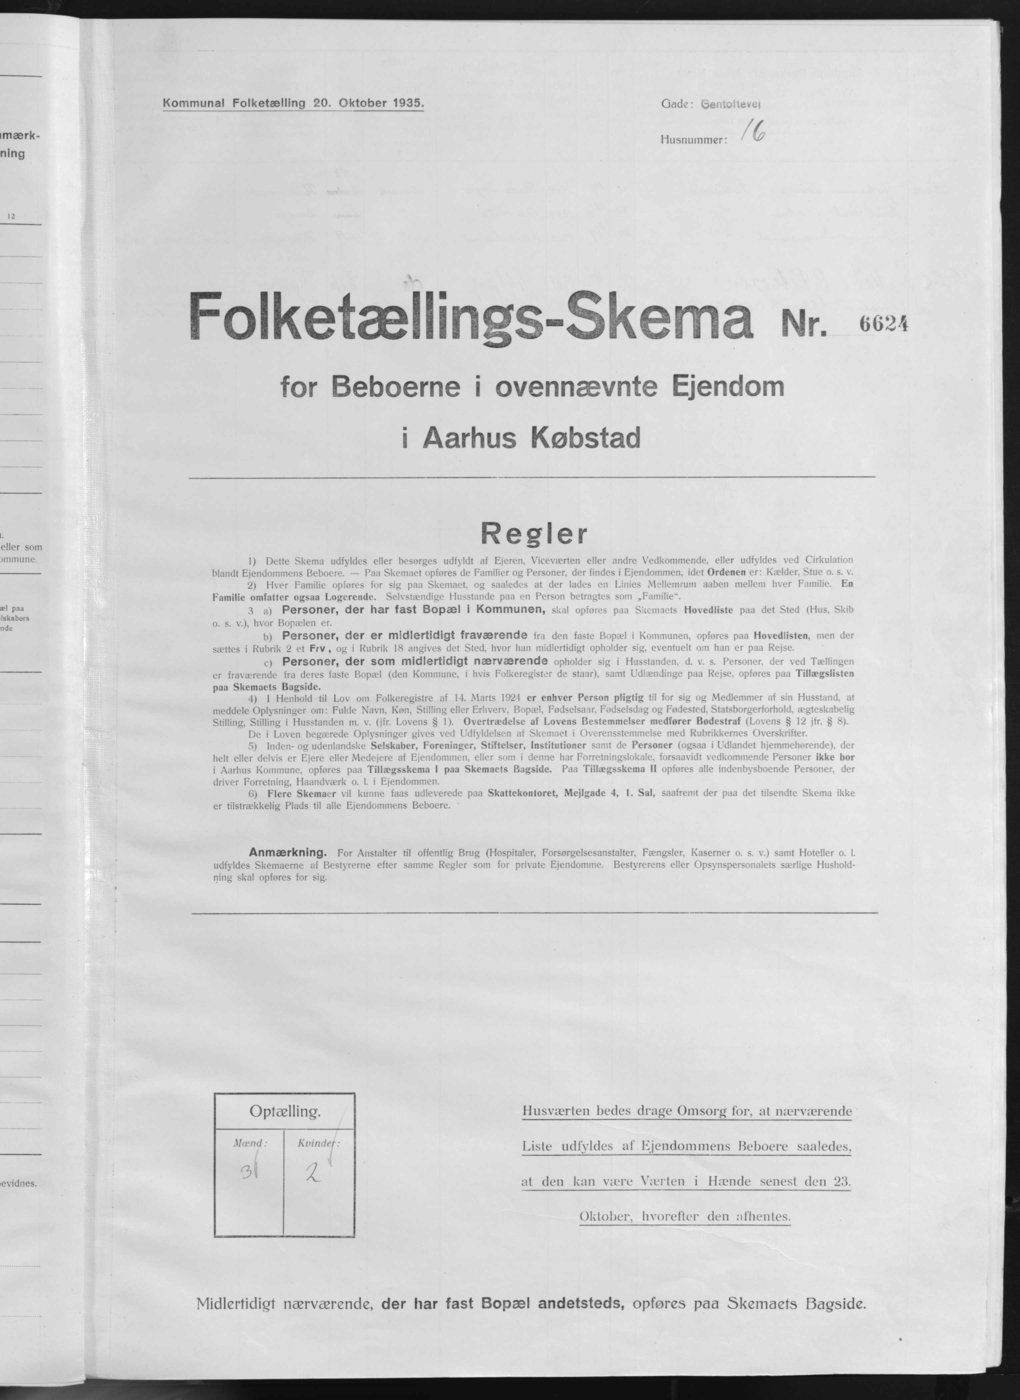 mærk-
ning
12
eller som
ommune.
æl paa
lskabers
nde
evidnes.
Kommunal Folketælling 20. Oktober 1935.
Gade: Gentoftevej
Husnummer: 16
Folketællings-Skema Nr. 6624
for Beboerne i ovennævnte Ejendom
i Aarhus Købstad
Regler
1) Dette Skema udfyldes eller besørges udfyldt af Ejeren, Viceværten eller andre Vedkommende, eller udfyldes ved Cirkulation
blandt Ejendommens Beboere. — Paa Skemaet opføres de Familier og Personer, der findes i Ejendommen, idet Ordenen er: Kælder, Stue o. s. v.
2) Hver Familie opføres for sig paa Skemaet, og saaledes at der lades en Linies Mellemrum aaben mellem hver Familie. En
Familie omfatter ogsaa Logerende. Selvstændige Husstande paa en Person betragtes som „Familie“.
3 a) Personer, der har fast Bopæl i Kommunen, skal opføres paa Skemaets Hovedliste paa det Sted (Hus, Skib
o. s. v.), hvor Bopælen er.
b) Personer, der er midlertidigt fraværende fra den faste Bopæl i Kommunen, opføres paa Hovedlisten, men der
sættes i Rubrik 2 et Frv., og i Rubrik 18 angives det Sted, hvor han midlertidigt opholder sig, eventuelt om han er paa Rejse.
c) Personer, der som midlertidigt nærværende opholder sig i Husstanden, d. v. s. Personer, der ved Tællingen
er fraværende fra deres faste Bopæl (den Kommune, i hvis Folkeregister de staar), samt Udlændinge paa Rejse, opføres paa Tillægslisten
paa Skemaets Bagside.
4) I Henhold til Lov om Folkeregistre af 14. Marts 1924 er enhver Person pligtig til for sig og Medlemmer af sin Husstand, at
meddele Oplysninger om: Fulde Navn, Køn, Stilling eller Erhverv, Bopæl, Fødselsaar, Fødselsdag og Fødested, Statsborgerforhold, ægteskabelig
Stilling, Stilling i Husstanden m. v. (jfr. Lovens § 1). Overtrædelse af Lovens Bestemmelser medfører Bødestraf (Lovens § 12 jfr. § 8).
De i Loven begærede Oplysninger gives ved Udfyldelsen af Skemaet i Overensstemmelse med Rubrikkernes Overskrifter.
5) Inden- og udenlandske Selskaber, Foreninger, Stiftelser, Institutioner samt de Personer (ogsaa i Udlandet hjemmehørende), der
helt eller delvis er Ejere eller Medejere af Ejendommen, eller som i denne har Forretningslokale, forsaavidt vedkommende Personer ikke bor
i Aarhus Kommune, opføres paa Tillægsskema I paa Skemaets Bagside. Paa Tillægsskema II opføres alle indenbysboende Personer, der
driver Forretning, Haandværk o. l. i Ejendommen.
6) Flere Skemaer vil kunne faas udleverede paa Skattekontoret, Mejlgade 4, 1. Sal, saafremt der paa det tilsendte Skema ikke
er tilstrækkelig Plads til alle Ejendommens Beboere.
Anmærkning. For Anstalter til offentlig Brug (Hospitaler, Forsørgelsesanstalter, Fængsler, Kaserner o. s. v.) samt Hoteller o. l.
udfyldes Skemaerne af Bestyrerne efter samme Regler som for private Ejendomme. Bestyrerens eller Opsynspersonalets særlige Hushold-
ning skal opføres for sig.
Optælling.
Mænd: Kvinder:
3 2
Husværten bedes drage Omsorg for, at nærværende
Liste udfyldes af Ejendommens Beboere saaledes,
at den kan være Værten i Hænde senest den 23.
Oktober, hvorefter den afhentes.
Midlertidigt nærværende, der har fast Bopæl andetsteds, opføres paa Skemaets Bagside.